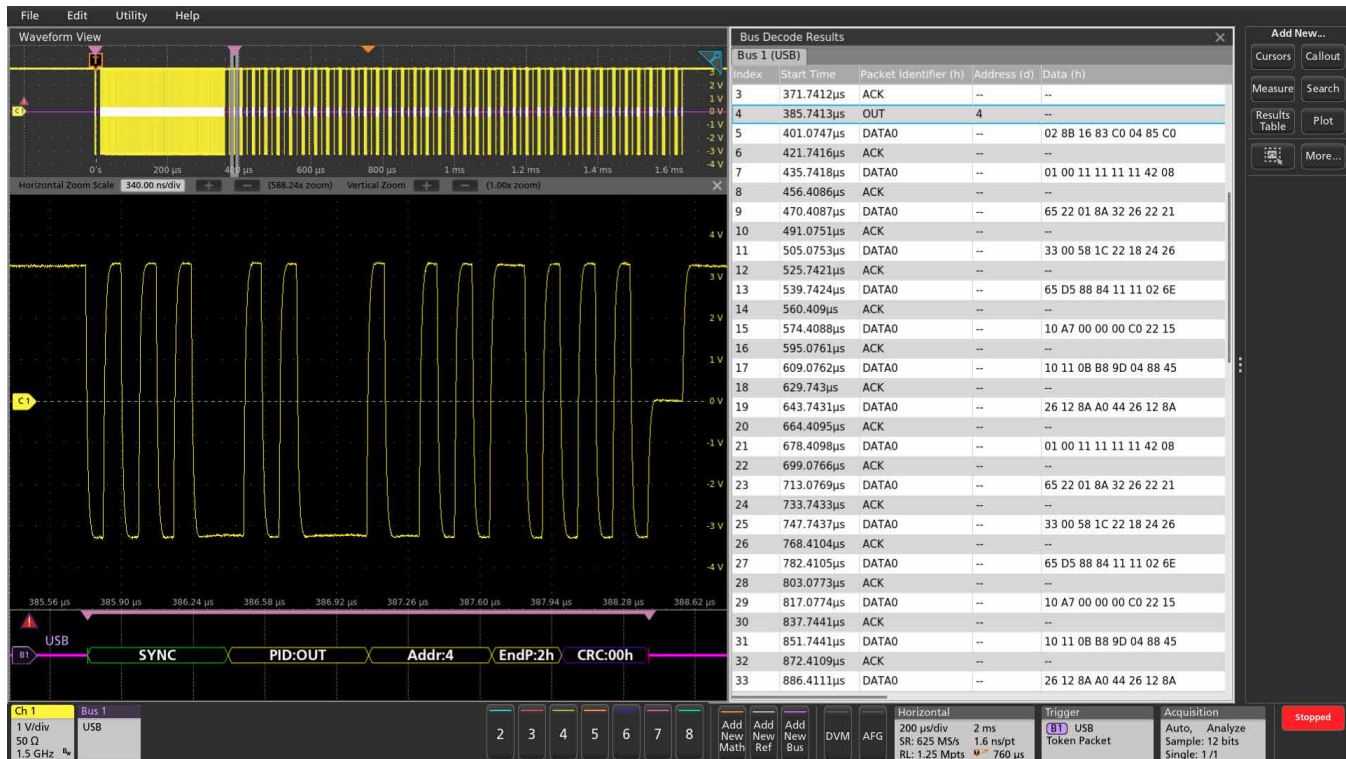 File Edit Utility Help
Waveform View
T
3 V
2 V
1 V
0 V
-1 V
-2 V
-3 V
-4 V
C1
0's 200 µs 400 µs 600 µs 800 µs 1 ms 1.2 ms 1.4 ms 1.6 ms
Horizontal Zoom Scale 340.00 ns/div + - (588.24x zoom) Vertical Zoom + - (1.00x zoom)
4 V
3 V
2 V
1 V
C1 0 V
-1 V
-2 V
-3 V
-4 V
385.56 µs 385.90 µs 386.24 µs 386.58 µs 386.92 µs 387.26 µs 387.60 µs 387.94 µs 388.28 µs 388.62 µs
USB
B1 SYNC PID:OUT Addr:4 EndP:2h CRC:00h
Bus Decode Results
Bus 1 (USB)
Index Start Time Packet Identifier (h) Address (d) Data (h)
3 371.7412µs ACK -- --
4 385.7413µs OUT 4 --
5 401.0747µs DATA0 -- 02 8B 16 83 C0 04 85 C0
6 421.7416µs ACK -- --
7 435.7418µs DATA0 -- 01 00 11 11 11 11 42 08
8 456.4086µs ACK -- --
9 470.4087µs DATA0 -- 65 22 01 8A 32 26 22 21
10 491.0751µs ACK -- --
11 505.0753µs DATA0 -- 33 00 58 1C 22 18 24 26
12 525.7421µs ACK -- --
13 539.7424µs DATA0 -- 65 D5 88 84 11 11 02 6E
14 560.409µs ACK -- --
15 574.4088µs DATA0 -- 10 A7 00 00 00 C0 22 15
16 595.0761µs ACK -- --
17 609.0762µs DATA0 -- 10 11 0B B8 9D 04 88 45
18 629.743µs ACK -- --
19 643.7431µs DATA0 -- 26 12 8A A0 44 26 12 8A
20 664.4095µs ACK -- --
21 678.4098µs DATA0 -- 01 00 11 11 11 11 42 08
22 699.0766µs ACK -- --
23 713.0769µs DATA0 -- 65 22 01 8A 32 26 22 21
24 733.7433µs ACK -- --
25 747.7437µs DATA0 -- 33 00 58 1C 22 18 24 26
26 768.4104µs ACK -- --
27 782.4105µs DATA0 -- 65 D5 88 84 11 11 02 6E
28 803.0773µs ACK -- --
29 817.0774µs DATA0 -- 10 A7 00 00 00 C0 22 15
30 837.7441µs ACK -- --
31 851.7441µs DATA0 -- 10 11 0B B8 9D 04 88 45
32 872.4109µs ACK -- --
33 886.4111µs DATA0 -- 26 12 8A A0 44 26 12 8A
Add New...
Cursors Callout
Measure Search
Results Table Plot
More...
Ch 1
1 V/div
50 Ω
1.5 GHz Bw
Bus 1
USB
2 3 4 5 6 7 8
Add New Math
Add New Ref
Add New Bus
DVM AFG
Horizontal
200 µs/div 2 ms
SR: 625 MS/s 1.6 ns/pt
RL: 1.25 Mpts 760 µs
Trigger
B1 USB
Token Packet
Acquisition
Auto, Analyze
Sample: 12 bits
Single: 1 /1
Stopped